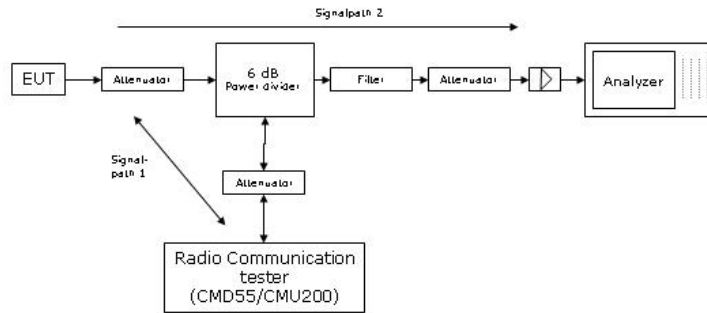 Signalpath 2
EUT
Attenuator
6 dB
Power divider
Filter
Attenuator
Analyzer
Signal-
path 1
Attenuator
Radio Communication
tester
(CMD55/CMU200)